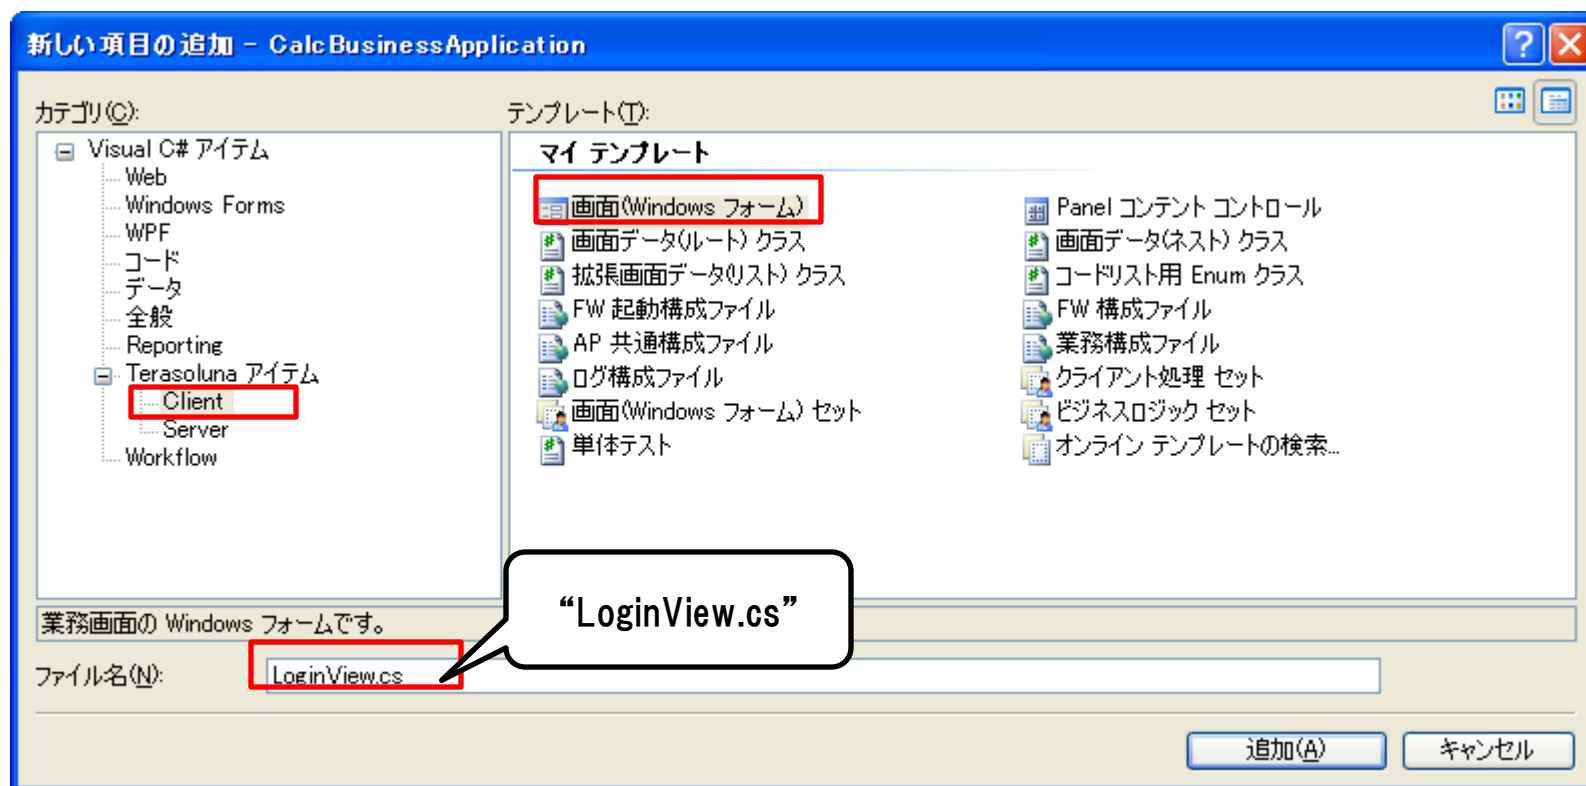 新しい項目の追加 - CalcBusinessApplication
カテゴリ(C):
テンプレート(T):
Visual C# アイテム
Web
Windows Forms
WPF
コード
データ
全般
Reporting
Terasoluna アイテム
Client
Server
Workflow
マイ テンプレート
画面(Windows フォーム)
Panel コンテント コントロール
画面データ(ルート) クラス
画面データ(ネスト) クラス
拡張画面データ(リスト) クラス
コードリスト用 Enum クラス
FW 起動構成ファイル
FW 構成ファイル
AP 共通構成ファイル
業務構成ファイル
ログ構成ファイル
クライアント処理 セット
画面(Windows フォーム) セット
ビジネスロジック セット
単体テスト
オンライン テンプレートの検索...
業務画面の Windows フォームです。
“LoginView.cs”
ファイル名(N):
LoginView.cs
追加(A)
キャンセル